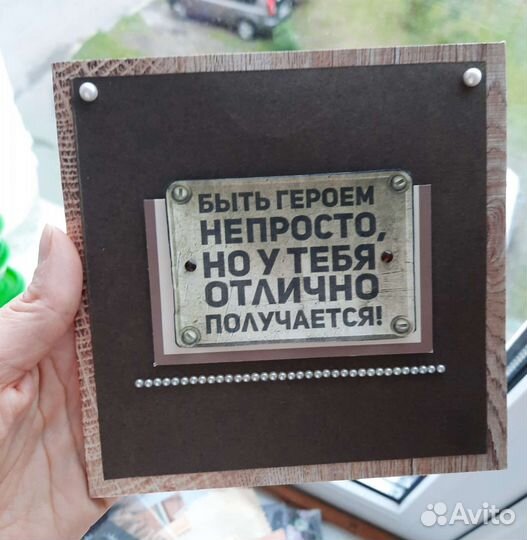 БЫТЬ ГЕРОЕМ
НЕПРОСТО,
НО У ТЕБЯ
ОТЛИЧНО
ПОЛУЧАЕТСЯ!
Avito